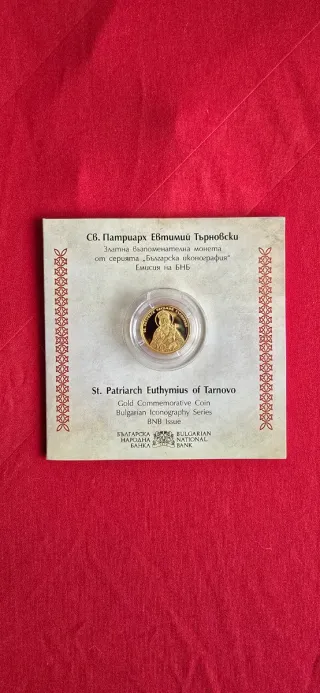 Св. Патриарх Евтимий Търновски
Златна възпоменателна монета
от серията „Българска иконография“
Емисия на БНБ
St. Patriarch Euthymius of Tarnovo
Gold Commemorative Coin
Bulgarian Iconography Series
BNB Issue
БЪЛГАРСКА НАРОДНА БАНКА
BULGARIAN NATIONAL BANK